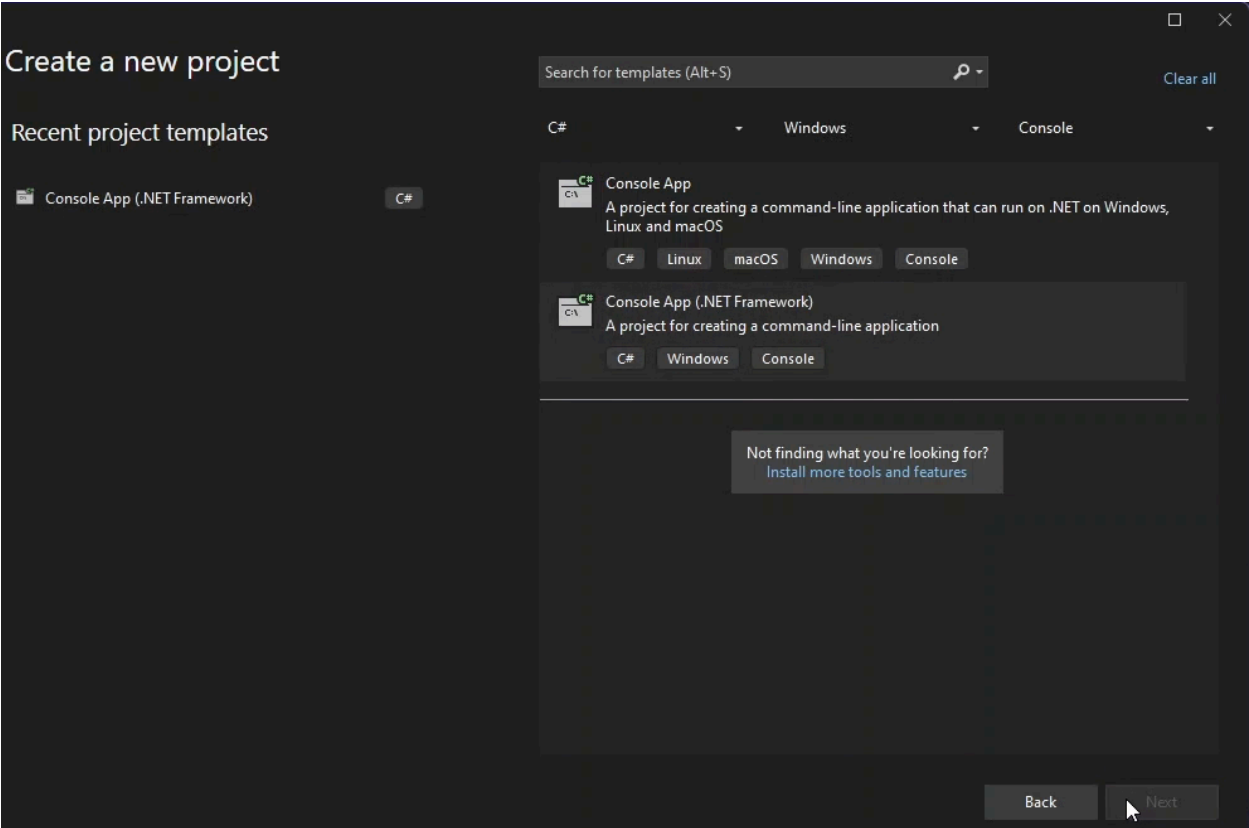 Create a new project
Search for templates (Alt+S)
Clear all
Recent project templates
C#
Windows
Console
Console App (.NET Framework)
C#
C#
C:\
Console App
A project for creating a command-line application that can run on .NET on Windows,
Linux and macOS
C#
Linux
macOS
Windows
Console
C#
C:\
Console App (.NET Framework)
A project for creating a command-line application
C#
Windows
Console
Not finding what you're looking for?
Install more tools and features
Back
Next